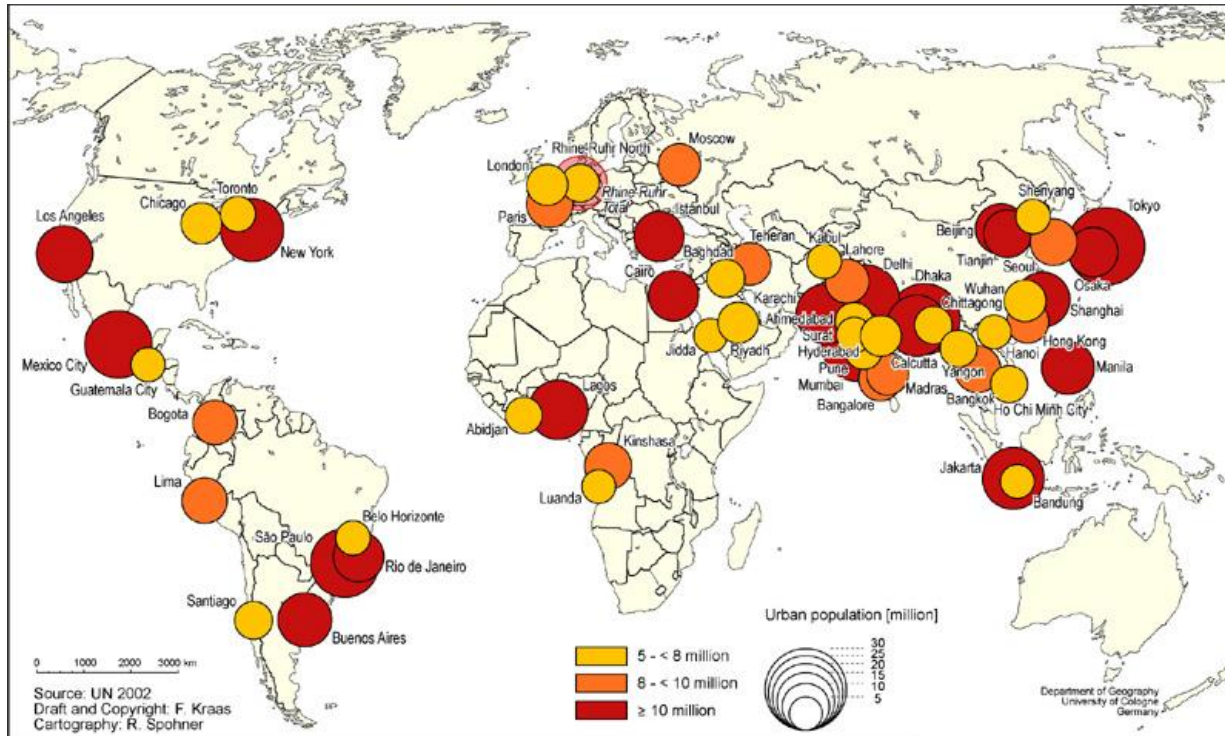 Rhine-Ruhr North
Moscow
London
Rhine-Ruhr
Total
Paris
Istanbul
Toronto
Chicago
Los Angeles
New York
Shenyang
Tokyo
Beijing
Tianjin
Seoul
Osaka
Teheran
Kabul
Lahore
Baghdad
Cairo
Delhi
Dhaka
Wuhan
Chittagong
Shanghai
Karachi
Ahmedabad
Surat
Jidda
Riyadh
Hyderabad
Pune
Mumbai
Bangalore
Calcutta
Madras
Yangon
Bangkok
Hanoi
Hong Kong
Manila
Ho Chi Minh City
Mexico City
Guatemala City
Bogota
Lima
Lagos
Abidjan
Kinshasa
Luanda
Jakarta
Bandung
Belo Horizonte
São Paulo
Rio de Janeiro
Santiago
Buenos Aires
0 1000 2000 3000 km
Source: UN 2002
Draft and Copyright: F. Kraas
Cartography: R. Spohner
5 - < 8 million
8 - < 10 million
≥ 10 million
Urban population [million]
30
25
20
15
10
5
Department of Geography
University of Cologne
Germany